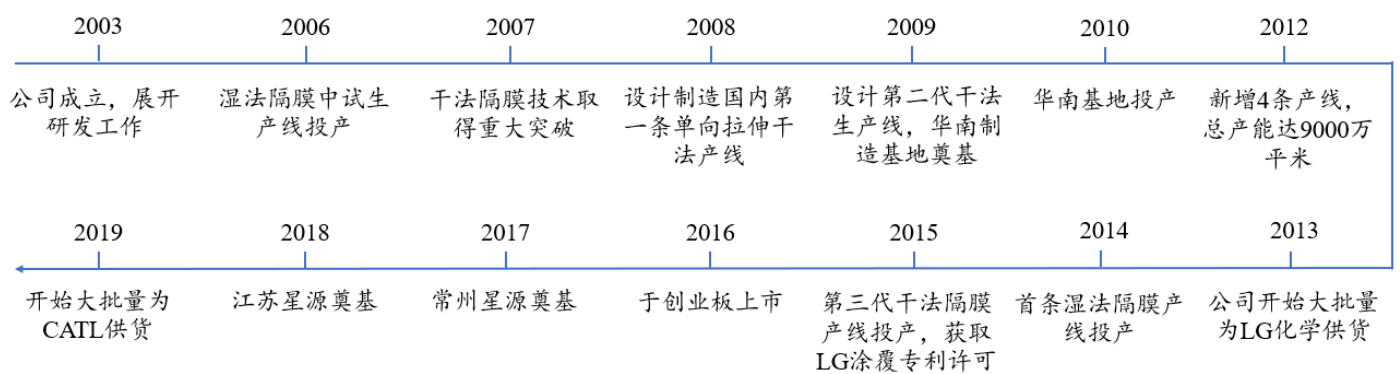 2003
2006
2007
2008
2009
2010
2012
公司成立，展开
研发工作
湿法隔膜中试生
产线投产
干法隔膜技术取
得重大突破
设计制造国内第
一条单向拉伸干
法产线
设计第二代干法
生产线，华南制
造基地奠基
华南基地投产
新增4条产线，
总产能达9000万
平米
2013
2014
2015
2016
2017
2018
2019
公司开始大批量
为LG化学供货
首条湿法隔膜产
线投产
第三代干法隔膜
产线投产，获取
LG涂覆专利许可
于创业板上市
常州星源奠基
江苏星源奠基
开始大批量为
CATL供货